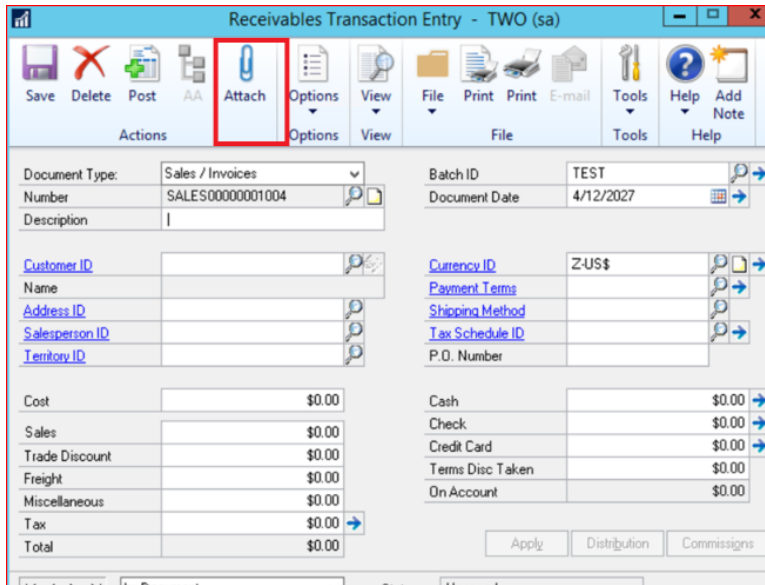 Receivables Transaction Entry - TWO (sa)
Save Delete Post AA Attach Options View File Print Print E-mail Tools Help Add Note
Actions Options View File Tools Help
Document Type: Sales / Invoices Batch ID TEST
Number SALES00000001004 Document Date 4/12/2027
Description
Customer ID Currency ID Z-US$
Name Payment Terms
Address ID Shipping Method
Salesperson ID Tax Schedule ID
Territory ID P.O. Number
Cost $0.00 Cash $0.00
Sales $0.00 Check $0.00
Trade Discount $0.00 Credit Card $0.00
Freight $0.00 Terms Disc Taken $0.00
Miscellaneous $0.00 On Account $0.00
Tax $0.00
Total $0.00 Apply Distribution Commissions